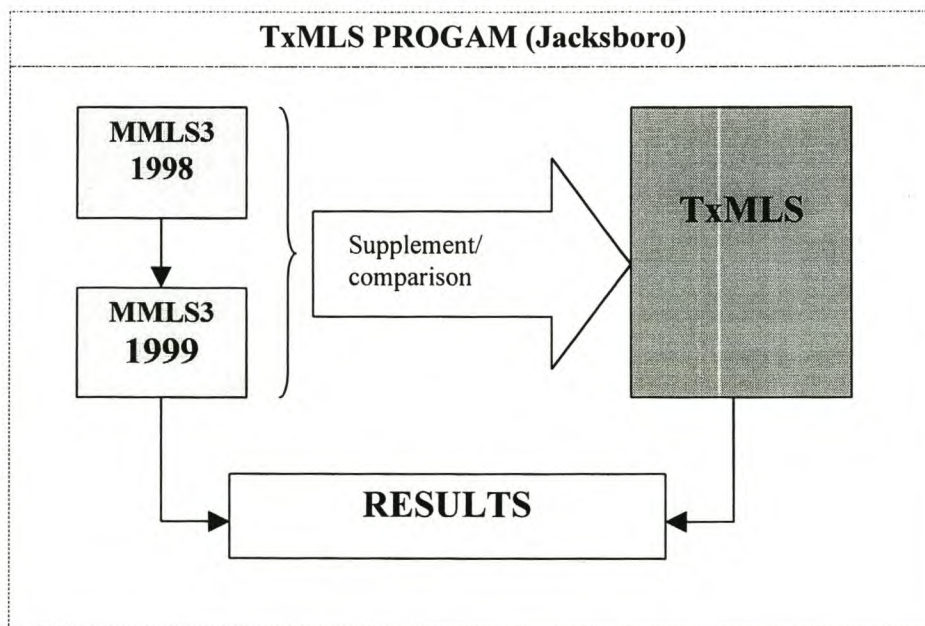 TxMLS PROGAM (Jacksboro)
MMLS3
1998
MMLS3
1999
Supplement/
comparison
TxMLS
RESULTS